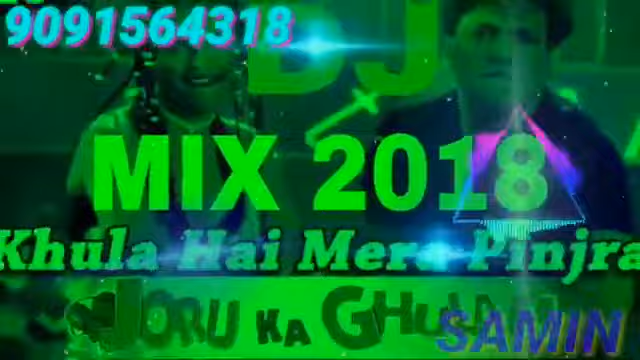 9091564318
DJ
MIX 2018
Khula Hai Mera Pinjra
JORU KA GHULAM
SAMIN